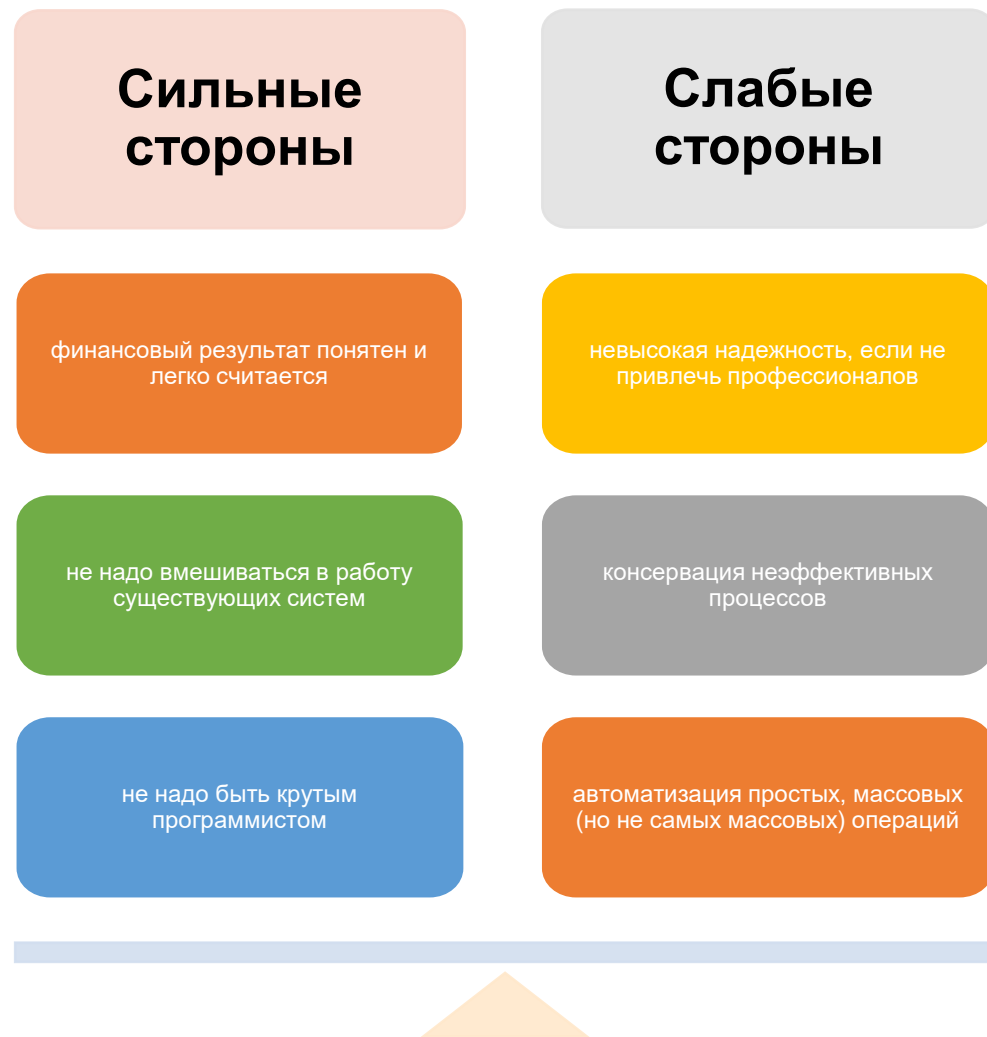 Сильные
стороны
Слабые
стороны
финансовый результат понятен и
легко считается
невысокая надежность, если не
привлечь профессионалов
не надо вмешиваться в работу
существующих систем
консервация неэффективных
процессов
не надо быть крутым
программистом
автоматизация простых, массовых
(но не самых массовых) операций